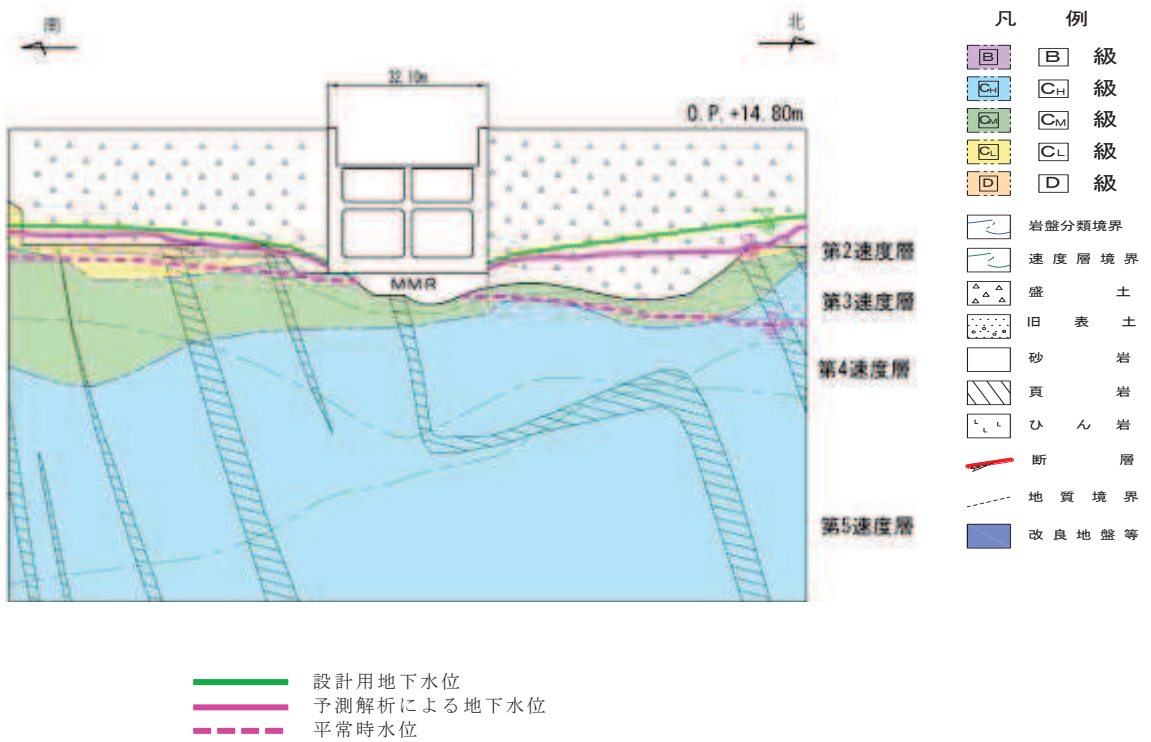 南
北
32.10m
O.P.+14.80m
MMR
第2速度層
第3速度層
第4速度層
第5速度層
凡 例
B B 級
CH CH 級
CM CM 級
CL CL 級
D D 級
岩盤分類境界
速度層境界
盛土
旧表土
砂岩
頁岩
ひん岩
断層
地質境界
改良地盤等
設計用地下水位
予測解析による地下水位
平常時水位